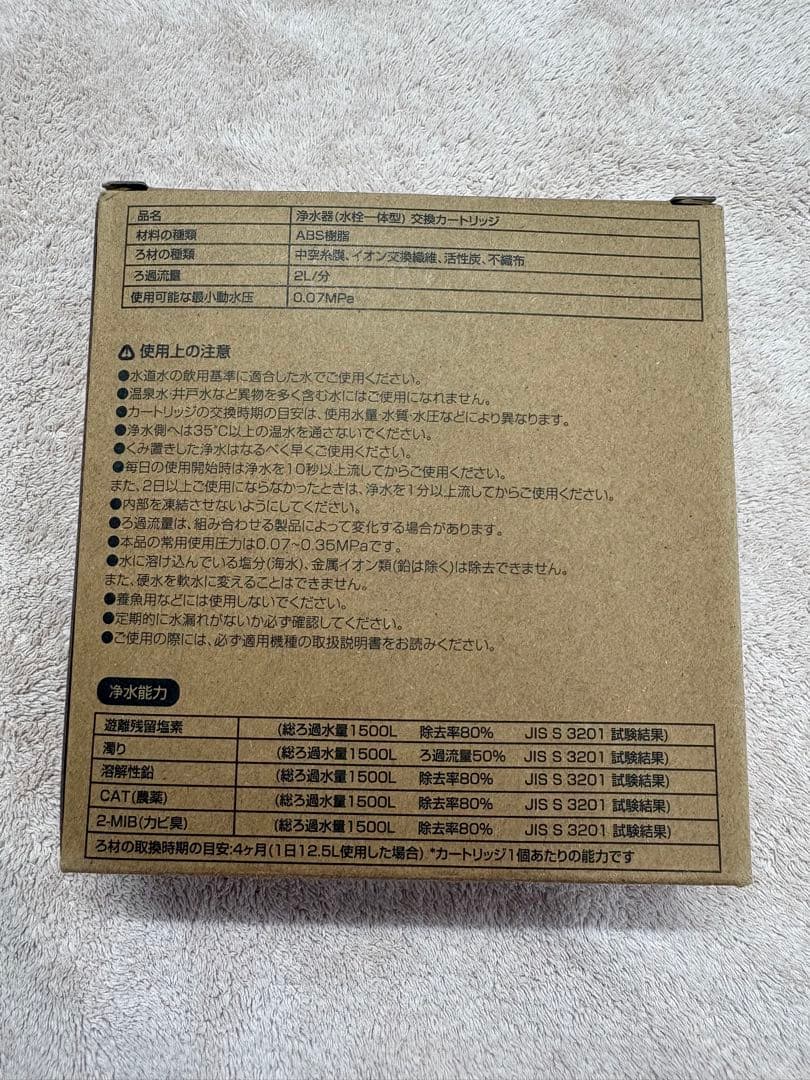 品名 浄水器(水栓一体型) 交換カートリッジ
材料の種類 ABS樹脂
ろ材の種類 中空糸膜、イオン交換繊維、活性炭、不織布
ろ過流量 2L/分
使用可能な最小動水圧 0.07MPa
⚠ 使用上の注意
●水道水の飲用基準に適合した水でご使用ください。
●温泉水・井戸水など異物を多く含む水にはご使用になれません。
●カートリッジの交換時期の目安は、使用水量・水質・水圧などにより異なります。
●浄水側へは35℃以上の温水を通さないでください。
●くみ置きした浄水はなるべく早くご使用ください。
●毎日の使用開始時は浄水を10秒以上流してからご使用ください。
また、2日以上ご使用にならなかったときは、浄水を1分以上流してからご使用ください。
●内部を凍結させないようにしてください。
●ろ過流量は、組み合わせる製品によって変化する場合があります。
●本品の常用使用圧力は0.07~0.35MPaです。
●水に溶け込んでいる塩分(海水)、金属イオン類(鉛は除く)は除去できません。
また、硬水を軟水に変えることはできません。
●養魚用などには使用しないでください。
●定期的に水漏れがないか必ず確認してください。
●ご使用の際には、必ず適用機種の取扱説明書をお読みください。
浄水能力
遊離残留塩素 (総ろ過水量1500L 除去率80% JIS S 3201 試験結果)
濁り (総ろ過水量1500L ろ過流量50% JIS S 3201 試験結果)
溶解性鉛 (総ろ過水量1500L 除去率80% JIS S 3201 試験結果)
CAT(農薬) (総ろ過水量1500L 除去率80% JIS S 3201 試験結果)
2-MIB(カビ臭) (総ろ過水量1500L 除去率80% JIS S 3201 試験結果)
ろ材の取換時期の目安:4ヶ月(1日12.5L使用した場合) *カートリッジ1個あたりの能力です